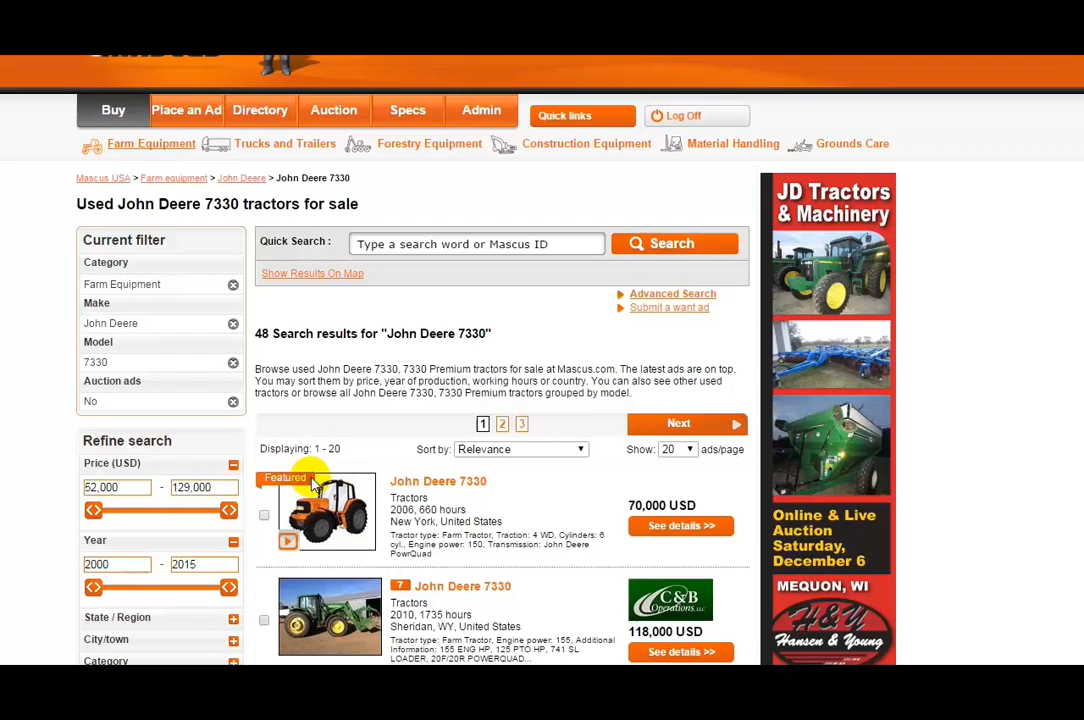 Buy
Place an Ad
Directory
Auction
Specs
Admin
Quick links
Log Off
Farm Equipment
Trucks and Trailers
Forestry Equipment
Construction Equipment
Material Handling
Grounds Care
Mascus USA > Farm equipment > John Deere > John Deere 7330
Used John Deere 7330 tractors for sale
Current filter
Category
Farm Equipment
Make
John Deere
Model
7330
Auction ads
No
Refine search
Price (USD)
52,000 - 129,000
Year
2000 - 2015
State / Region
City/town
Category
Quick Search :
Type a search word or Mascus ID
Search
Show Results On Map
Advanced Search
Submit a want ad
48 Search results for "John Deere 7330"
Browse used John Deere 7330, 7330 Premium tractors for sale at Mascus.com. The latest ads are on top.
You may sort them by price, year of production, working hours or country. You can also see other used
tractors or browse all John Deere 7330, 7330 Premium tractors grouped by model.
1 2 3
Next
Displaying: 1 - 20
Sort by: Relevance
Show: 20 ads/page
Featured
John Deere 7330
Tractors
2006, 660 hours
New York, United States
Tractor type: Farm Tractor, Traction: 4 WD, Cylinders: 6
cyl., Engine power: 150, Transmission: John Deere
PowrQuad
70,000 USD
See details >>
7 John Deere 7330
Tractors
2010, 1735 hours
Sheridan, WY, United States
Tractor type: Farm Tractor, Engine power: 155, Additional
Information: 155 ENG HP, 125 PTO HP, 741 SL
LOADER, 20F/20R POWERQUAD...
C&B
Operations, LLC
118,000 USD
See details >>
JD Tractors
& Machinery
Online & Live
Auction
Saturday,
December 6
MEQUON, WI
H&Y
Hansen & Young